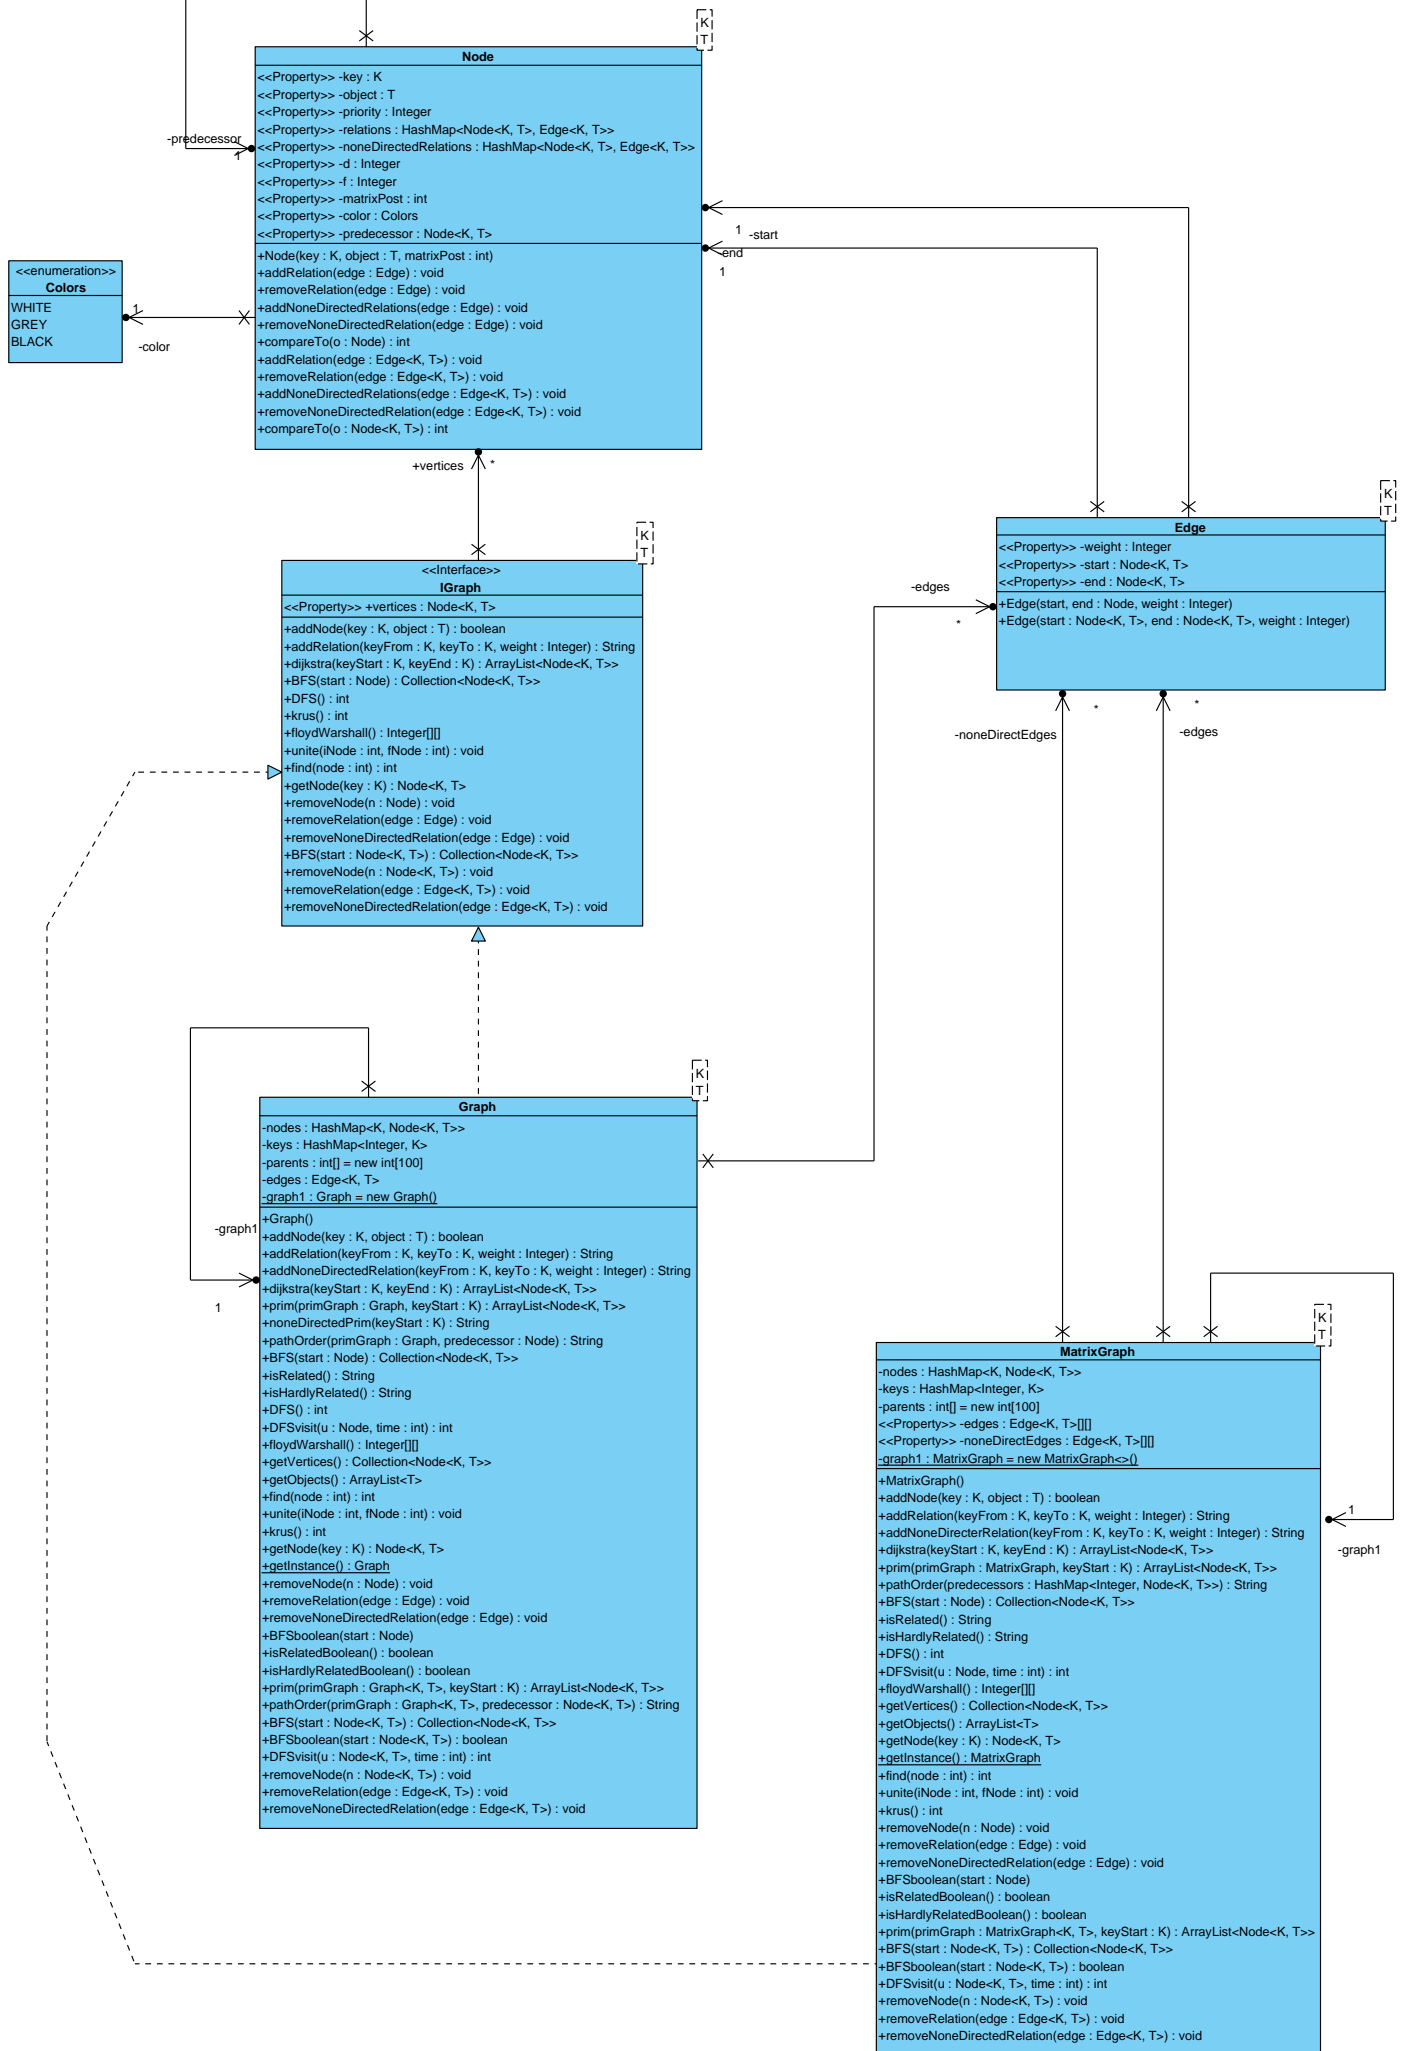 K
T
Node
<<Property>> -key : K
<<Property>> -object : T
<<Property>> -priority : Integer
<<Property>> -relations : HashMap<Node<K, T>, Edge<K, T>>
<<Property>> -noneDirectedRelations : HashMap<Node<K, T>, Edge<K, T>>
<<Property>> -d : Integer
<<Property>> -f : Integer
<<Property>> -matrixPost : int
<<Property>> -color : Colors
<<Property>> -predecessor : Node<K, T>
+Node(key : K, object : T, matrixPost : int)
+addRelation(edge : Edge) : void
+removeRelation(edge : Edge) : void
+addNoneDirectedRelations(edge : Edge) : void
+removeNoneDirectedRelation(edge : Edge) : void
+compareTo(o : Node) : int
+addRelation(edge : Edge<K, T>) : void
+removeRelation(edge : Edge<K, T>) : void
+addNoneDirectedRelations(edge : Edge<K, T>) : void
+removeNoneDirectedRelation(edge : Edge<K, T>) : void
+compareTo(o : Node<K, T>) : int
-predecessor
1
1
-start
-end
1
<<enumeration>>
Colors
WHITE
GREY
BLACK
1
-color
+vertices
*
K
T
<<Interface>>
IGraph
<<Property>> +vertices : Node<K, T>
+addNode(key : K, object : T) : boolean
+addRelation(keyFrom : K, keyTo : K, weight : Integer) : String
+dijkstra(keyStart : K, keyEnd : K) : ArrayList<Node<K, T>>
+BFS(start : Node) : Collection<Node<K, T>>
+DFS() : int
+krus() : int
+floydWarshall() : Integer[][]
+unite(iNode : int, fNode : int) : void
+find(node : int) : int
+getNode(key : K) : Node<K, T>
+removeNode(n : Node) : void
+removeRelation(edge : Edge) : void
+removeNoneDirectedRelation(edge : Edge) : void
+BFS(start : Node<K, T>) : Collection<Node<K, T>>
+removeNode(n : Node<K, T>) : void
+removeRelation(edge : Edge<K, T>) : void
+removeNoneDirectedRelation(edge : Edge<K, T>) : void
K
T
Edge
<<Property>> -weight : Integer
<<Property>> -start : Node<K, T>
<<Property>> -end : Node<K, T>
+Edge(start, end : Node, weight : Integer)
+Edge(start : Node<K, T>, end : Node<K, T>, weight : Integer)
-edges
*
*
-noneDirectEdges
*
-edges
K
T
Graph
-nodes : HashMap<K, Node<K, T>>
-keys : HashMap<Integer, K>
-parents : int[] = new int[100]
-edges : Edge<K, T>
-graph1 : Graph = new Graph()
+Graph()
+addNode(key : K, object : T) : boolean
+addRelation(keyFrom : K, keyTo : K, weight : Integer) : String
+addNoneDirectedRelation(keyFrom : K, keyTo : K, weight : Integer) : String
+dijkstra(keyStart : K, keyEnd : K) : ArrayList<Node<K, T>>
+prim(primGraph : Graph, keyStart : K) : ArrayList<Node<K, T>>
+noneDirectedPrim(keyStart : K) : String
+pathOrder(primGraph : Graph, predecessor : Node) : String
+BFS(start : Node) : Collection<Node<K, T>>
+isRelated() : String
+isHardlyRelated() : String
+DFS() : int
+DFSvisit(u : Node, time : int) : int
+floydWarshall() : Integer[][]
+getVertices() : Collection<Node<K, T>>
+getObjects() : ArrayList<T>
+find(node : int) : int
+unite(iNode : int, fNode : int) : void
+krus() : int
+getNode(key : K) : Node<K, T>
+getInstance() : Graph
+removeNode(n : Node) : void
+removeRelation(edge : Edge) : void
+removeNoneDirectedRelation(edge : Edge) : void
+BFSboolean(start : Node)
+isRelatedBoolean() : boolean
+isHardlyRelatedBoolean() : boolean
+prim(primGraph : Graph<K, T>, keyStart : K) : ArrayList<Node<K, T>>
+pathOrder(primGraph : Graph<K, T>, predecessor : Node<K, T>) : String
+BFS(start : Node<K, T>) : Collection<Node<K, T>>
+BFSboolean(start : Node<K, T>) : boolean
+DFSvisit(u : Node<K, T>, time : int) : int
+removeNode(n : Node<K, T>) : void
+removeRelation(edge : Edge<K, T>) : void
+removeNoneDirectedRelation(edge : Edge<K, T>) : void
-graph1
1
K
T
MatrixGraph
-nodes : HashMap<K, Node<K, T>>
-keys : HashMap<Integer, K>
-parents : int[] = new int[100]
<<Property>> -edges : Edge<K, T>[][]
<<Property>> -noneDirectEdges : Edge<K, T>[][]
-graph1 : MatrixGraph = new MatrixGraph<>()
+MatrixGraph()
+addNode(key : K, object : T) : boolean
+addRelation(keyFrom : K, keyTo : K, weight : Integer) : String
+addNoneDirecterRelation(keyFrom : K, keyTo : K, weight : Integer) : String
+dijkstra(keyStart : K, keyEnd : K) : ArrayList<Node<K, T>>
+prim(primGraph : MatrixGraph, keyStart : K) : ArrayList<Node<K, T>>
+pathOrder(predecessors : HashMap<Integer, Node<K, T>>) : String
+BFS(start : Node) : Collection<Node<K, T>>
+isRelated() : String
+isHardlyRelated() : String
+DFS() : int
+DFSvisit(u : Node, time : int) : int
+floydWarshall() : Integer[][]
+getVertices() : Collection<Node<K, T>>
+getObjects() : ArrayList<T>
+getNode(key : K) : Node<K, T>
+getInstance() : MatrixGraph
+find(node : int) : int
+unite(iNode : int, fNode : int) : void
+krus() : int
+removeNode(n : Node) : void
+removeRelation(edge : Edge) : void
+removeNoneDirectedRelation(edge : Edge) : void
+BFSboolean(start : Node)
+isRelatedBoolean() : boolean
+isHardlyRelatedBoolean() : boolean
+prim(primGraph : MatrixGraph<K, T>, keyStart : K) : ArrayList<Node<K, T>>
+BFS(start : Node<K, T>) : Collection<Node<K, T>>
+BFSboolean(start : Node<K, T>) : boolean
+DFSvisit(u : Node<K, T>, time : int) : int
+removeNode(n : Node<K, T>) : void
+removeRelation(edge : Edge<K, T>) : void
+removeNoneDirectedRelation(edge : Edge<K, T>) : void
1
-graph1